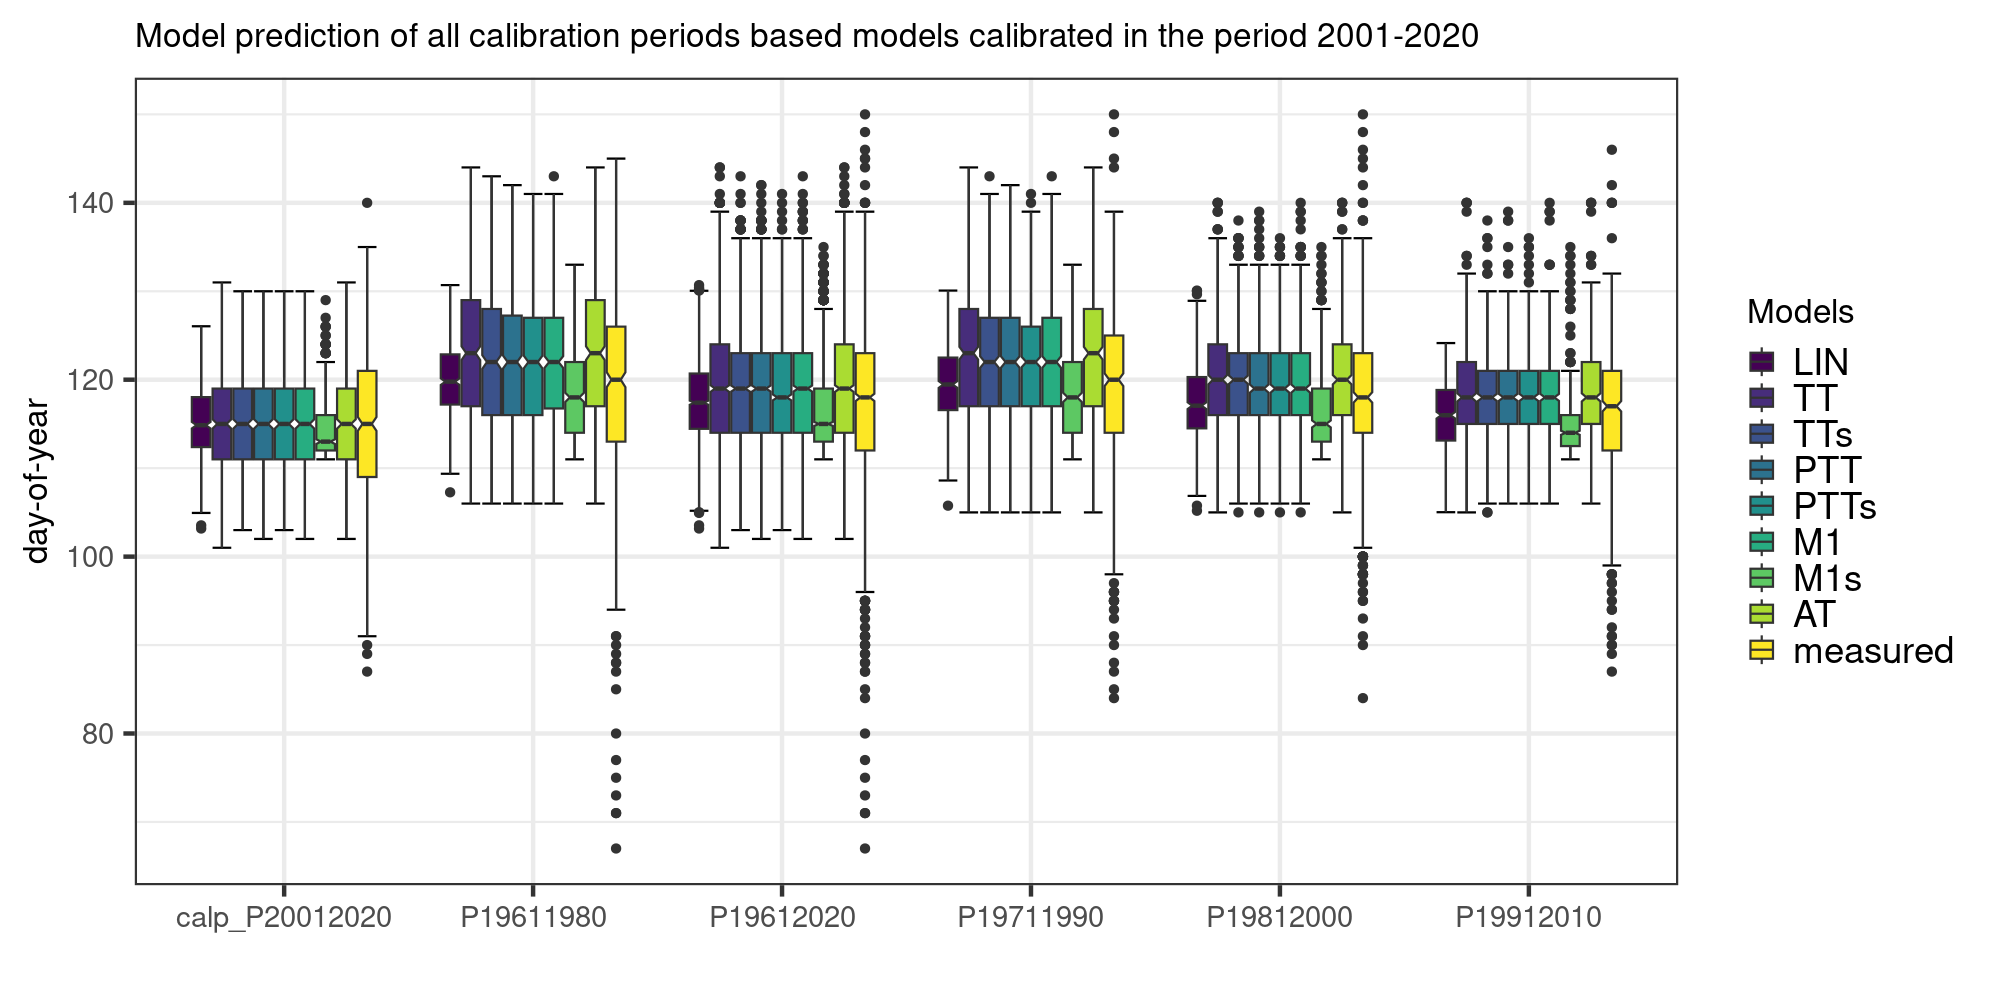 Model prediction of all calibration periods based models calibrated in the period 2001-2020
day-of-year
140
120
100
80
calp_P20012020 P19611980 P19612020 P19711990 P19812000 P19912010
Models
LIN
TT
TTs
PTT
PTTs
M1
M1s
AT
measured